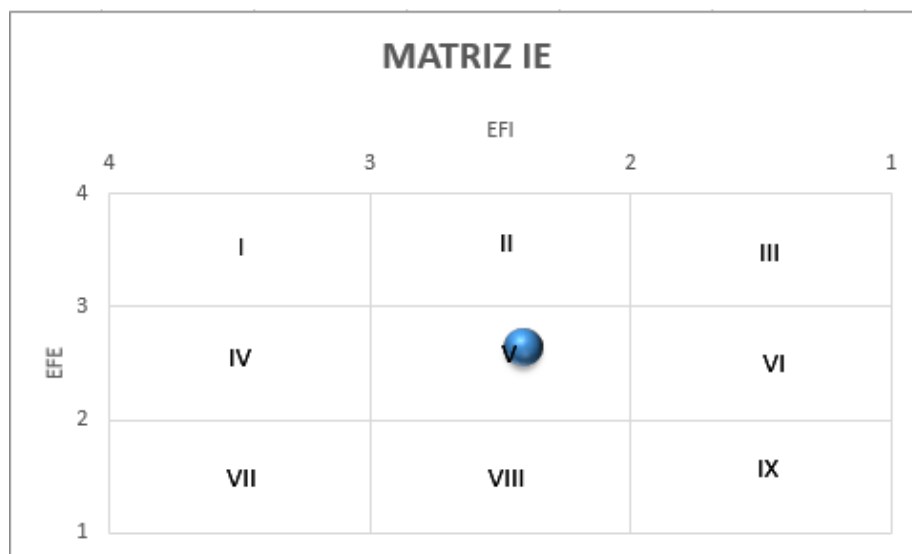 MATRIZ IE
EFI
4 3 2 1
4
I II III
3
EFE
IV V VI
2
VII VIII IX
1